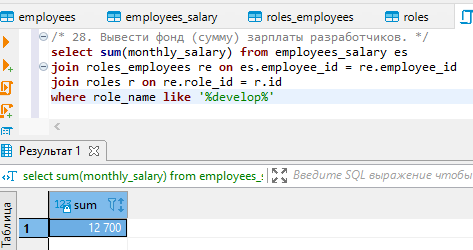 employees
employees_salary
roles_employees
roles
/* 28. Вывести фонд (сумму) зарплаты разработчиков. */
select sum(monthly_salary) from employees_salary es
join roles_employees re on es.employee_id = re.employee_id
join roles r on re.role_id = r.id
where role_name like '%develop%'
Результат 1
select sum(monthly_salary) from employees_s
Введите SQL выражение чтобы
Таблица
123 sum
1
12 700